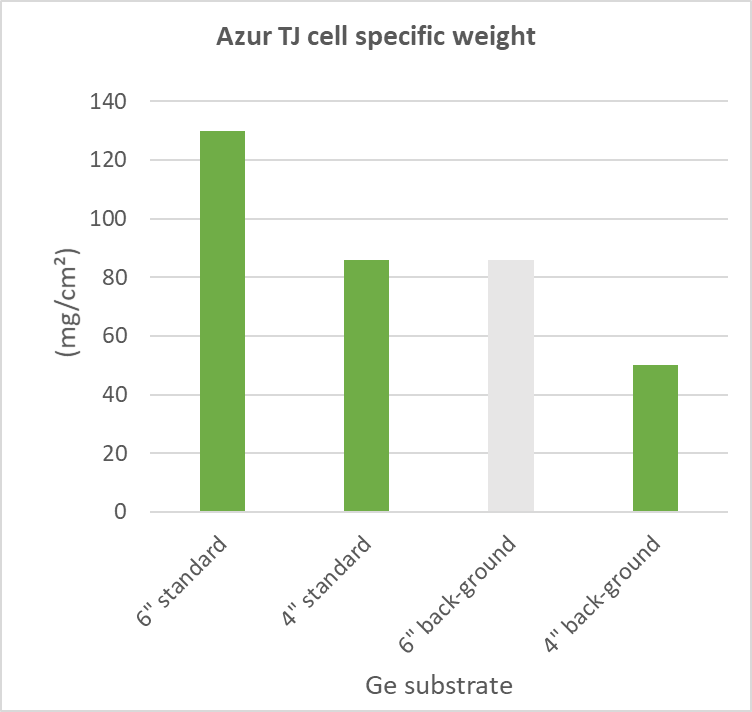 Azur TJ cell specific weight
140
120
100
80
60
40
20
0
(mg/cm²)
6" standard
4" standard
6" back-ground
4" back-ground
Ge substrate